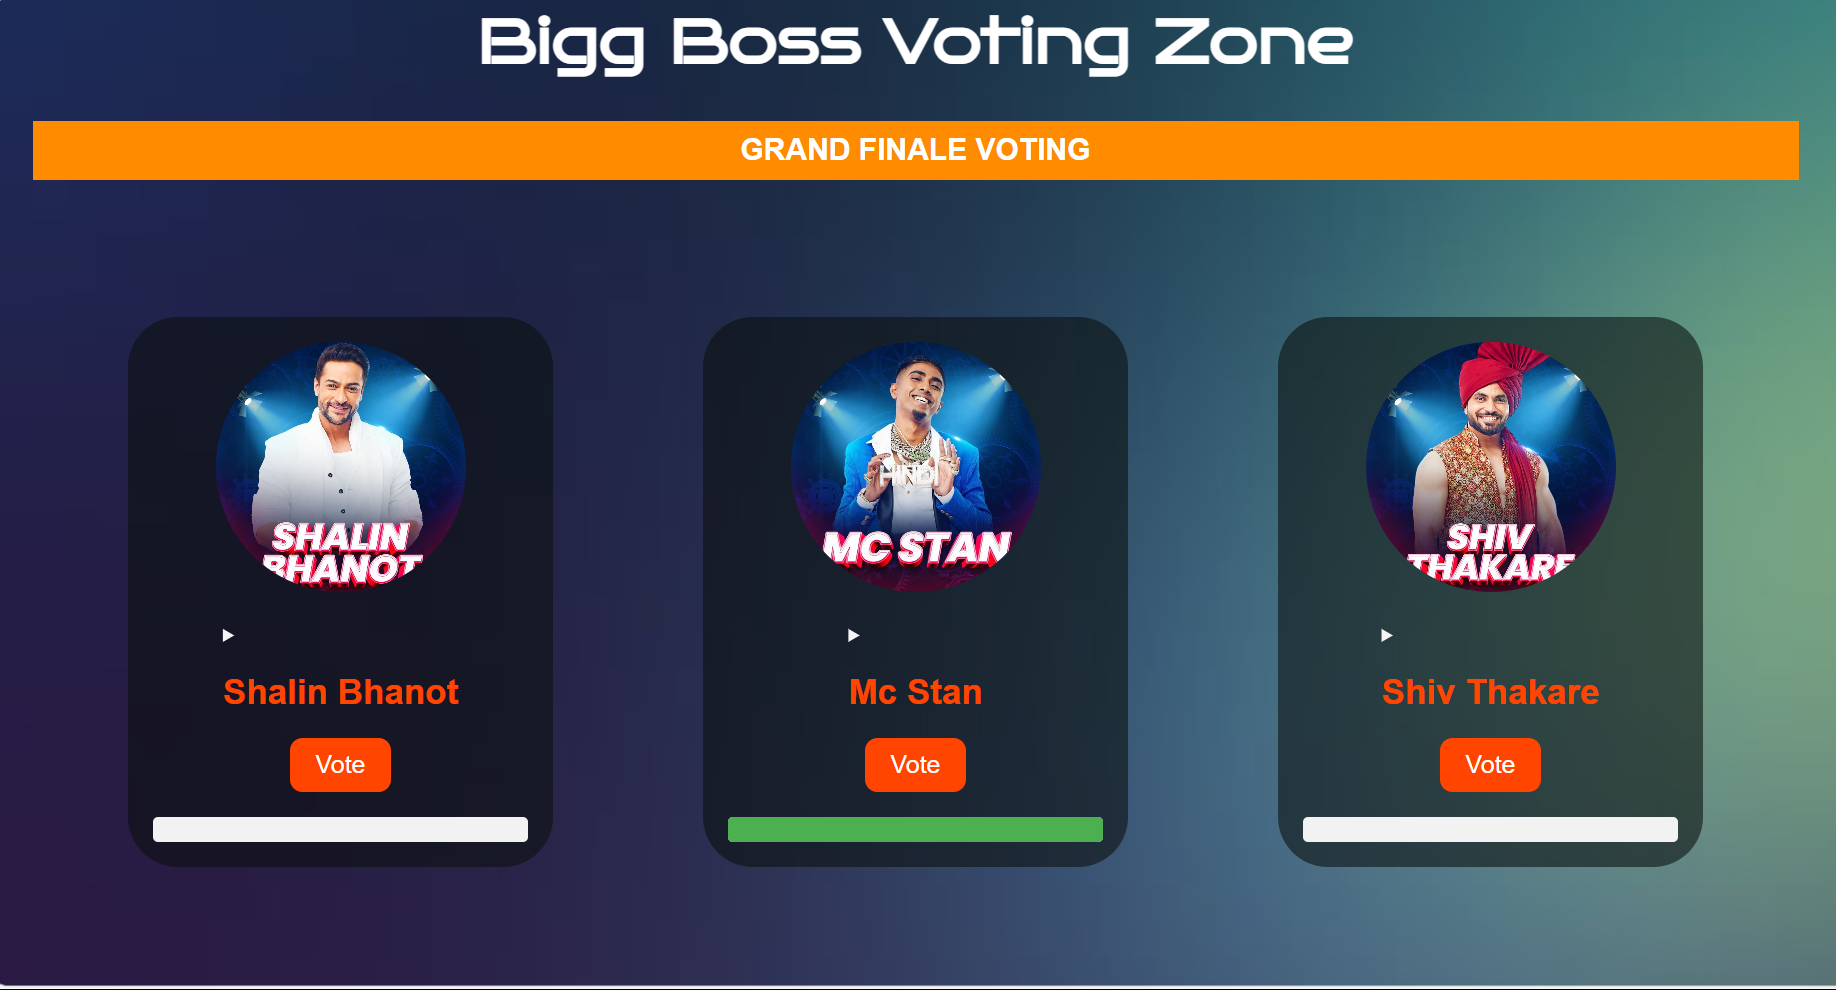 Bigg Boss Voting Zone
GRAND FINALE VOTING
SHALIN
BHANOT
HINDI
MC STAN
SHIV
THAKARE
Shalin Bhanot
Mc Stan
Shiv Thakare
Vote
Vote
Vote